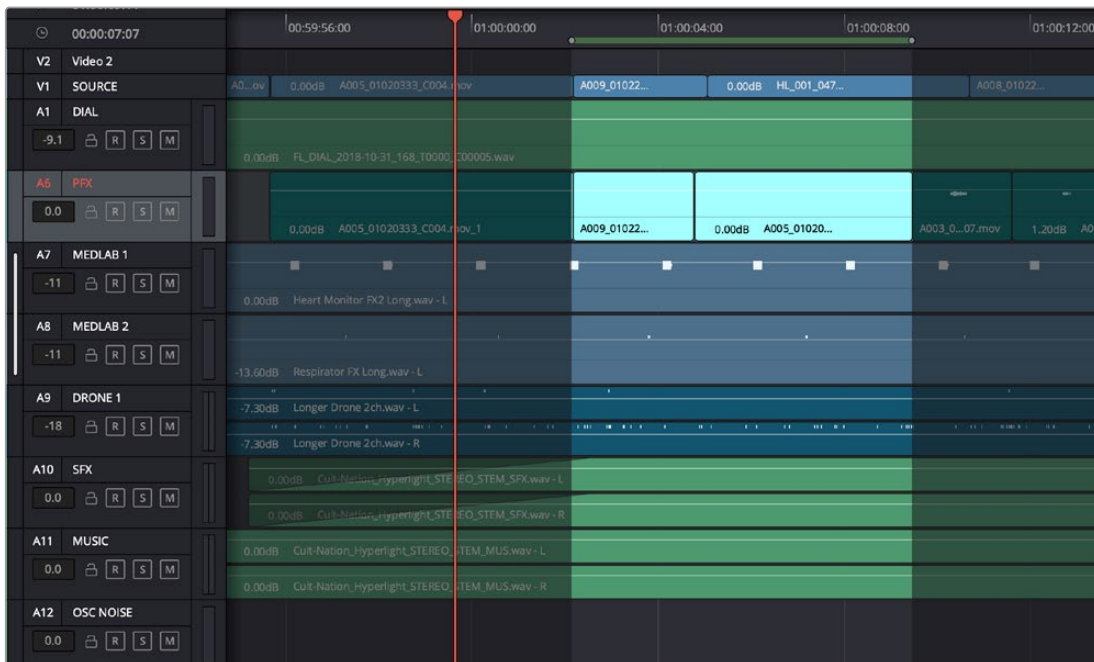 00:00:07:07
00:59:56:00 01:00:00:00 01:00:04:00 01:00:08:00 01:00:12:00
V2 Video 2
V1 SOURCE A0...ov 0.00dB A005_01020333_C004.mov A009_01022... 0.00dB HL_001_047... A008_01022...
A1 DIAL
-9.1 R S M
0.00dB FL_DIAL_2018-10-31_168_T0000_C00005.wav
A6 PFX
0.0 R S M
0.00dB A005_01020333_C004.mov_1 A009_01022... 0.00dB A005_01020... A003_0...07.mov 1.20dB A0
A7 MEDLAB 1
-11 R S M
0.00dB Heart Monitor FX2 Long.wav - L
A8 MEDLAB 2
-11 R S M
-13.60dB Respirator FX Long.wav - L
A9 DRONE 1
-7.30dB Longer Drone 2ch.wav - L
-18 R S M
-7.30dB Longer Drone 2ch.wav - R
A10 SFX
0.00dB Cult-Nation_Hyperlight_STEREO_STEM_SFX.wav - L
0.0 R S M
0.00dB Cult-Nation_Hyperlight_STEREO_STEM_SFX.wav - R
A11 MUSIC
0.00dB Cult-Nation_Hyperlight_STEREO_STEM_MUS.wav - L
0.0 R S M
0.00dB Cult-Nation_Hyperlight_STEREO_STEM_MUS.wav - R
A12 OSC NOISE
0.0 R S M